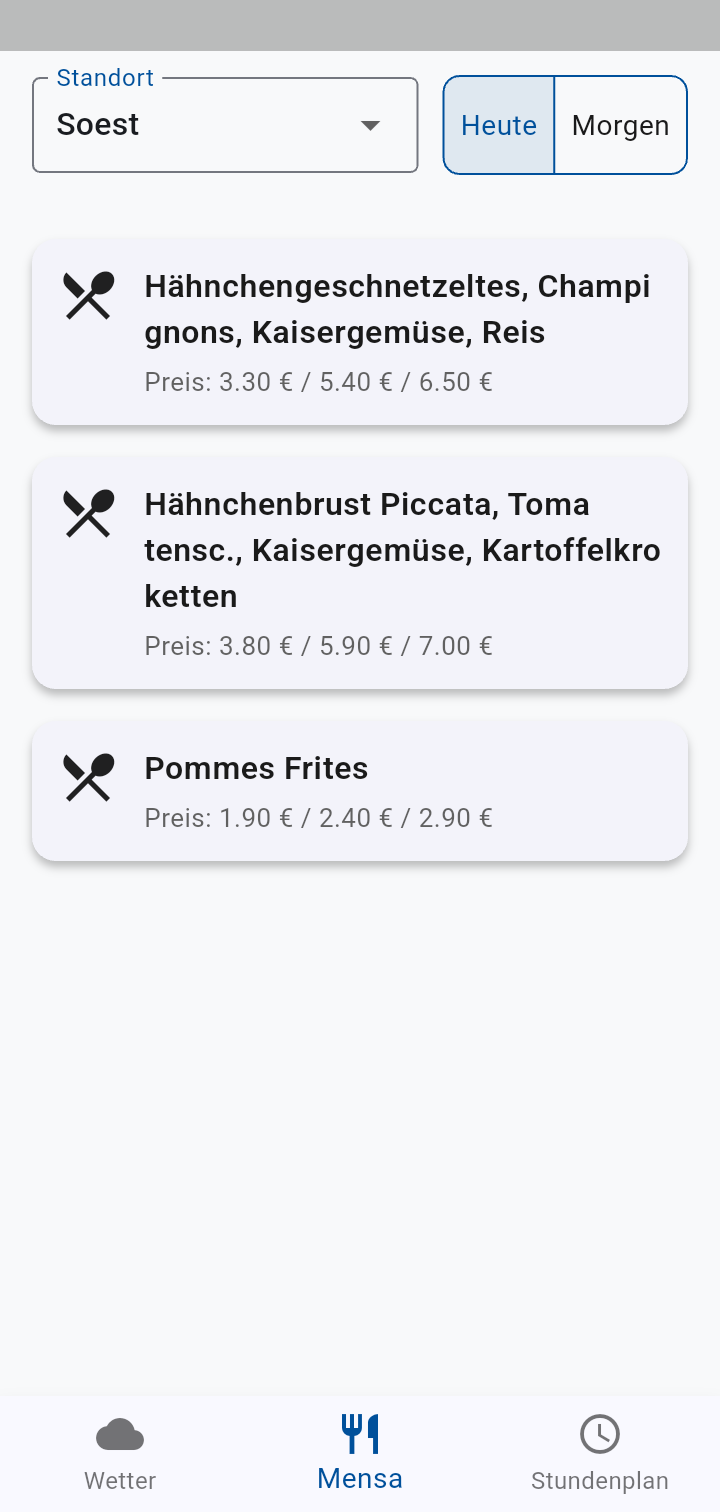 Standort
Soest
Heute
Morgen
Hähnchengeschnetzeltes, Champi
gnons, Kaisergemüse, Reis
Preis: 3.30 € / 5.40 € / 6.50 €
Hähnchenbrust Piccata, Toma
tensc., Kaisergemüse, Kartoffelkro
ketten
Preis: 3.80 € / 5.90 € / 7.00 €
Pommes Frites
Preis: 1.90 € / 2.40 € / 2.90 €
Wetter
Mensa
Stundenplan